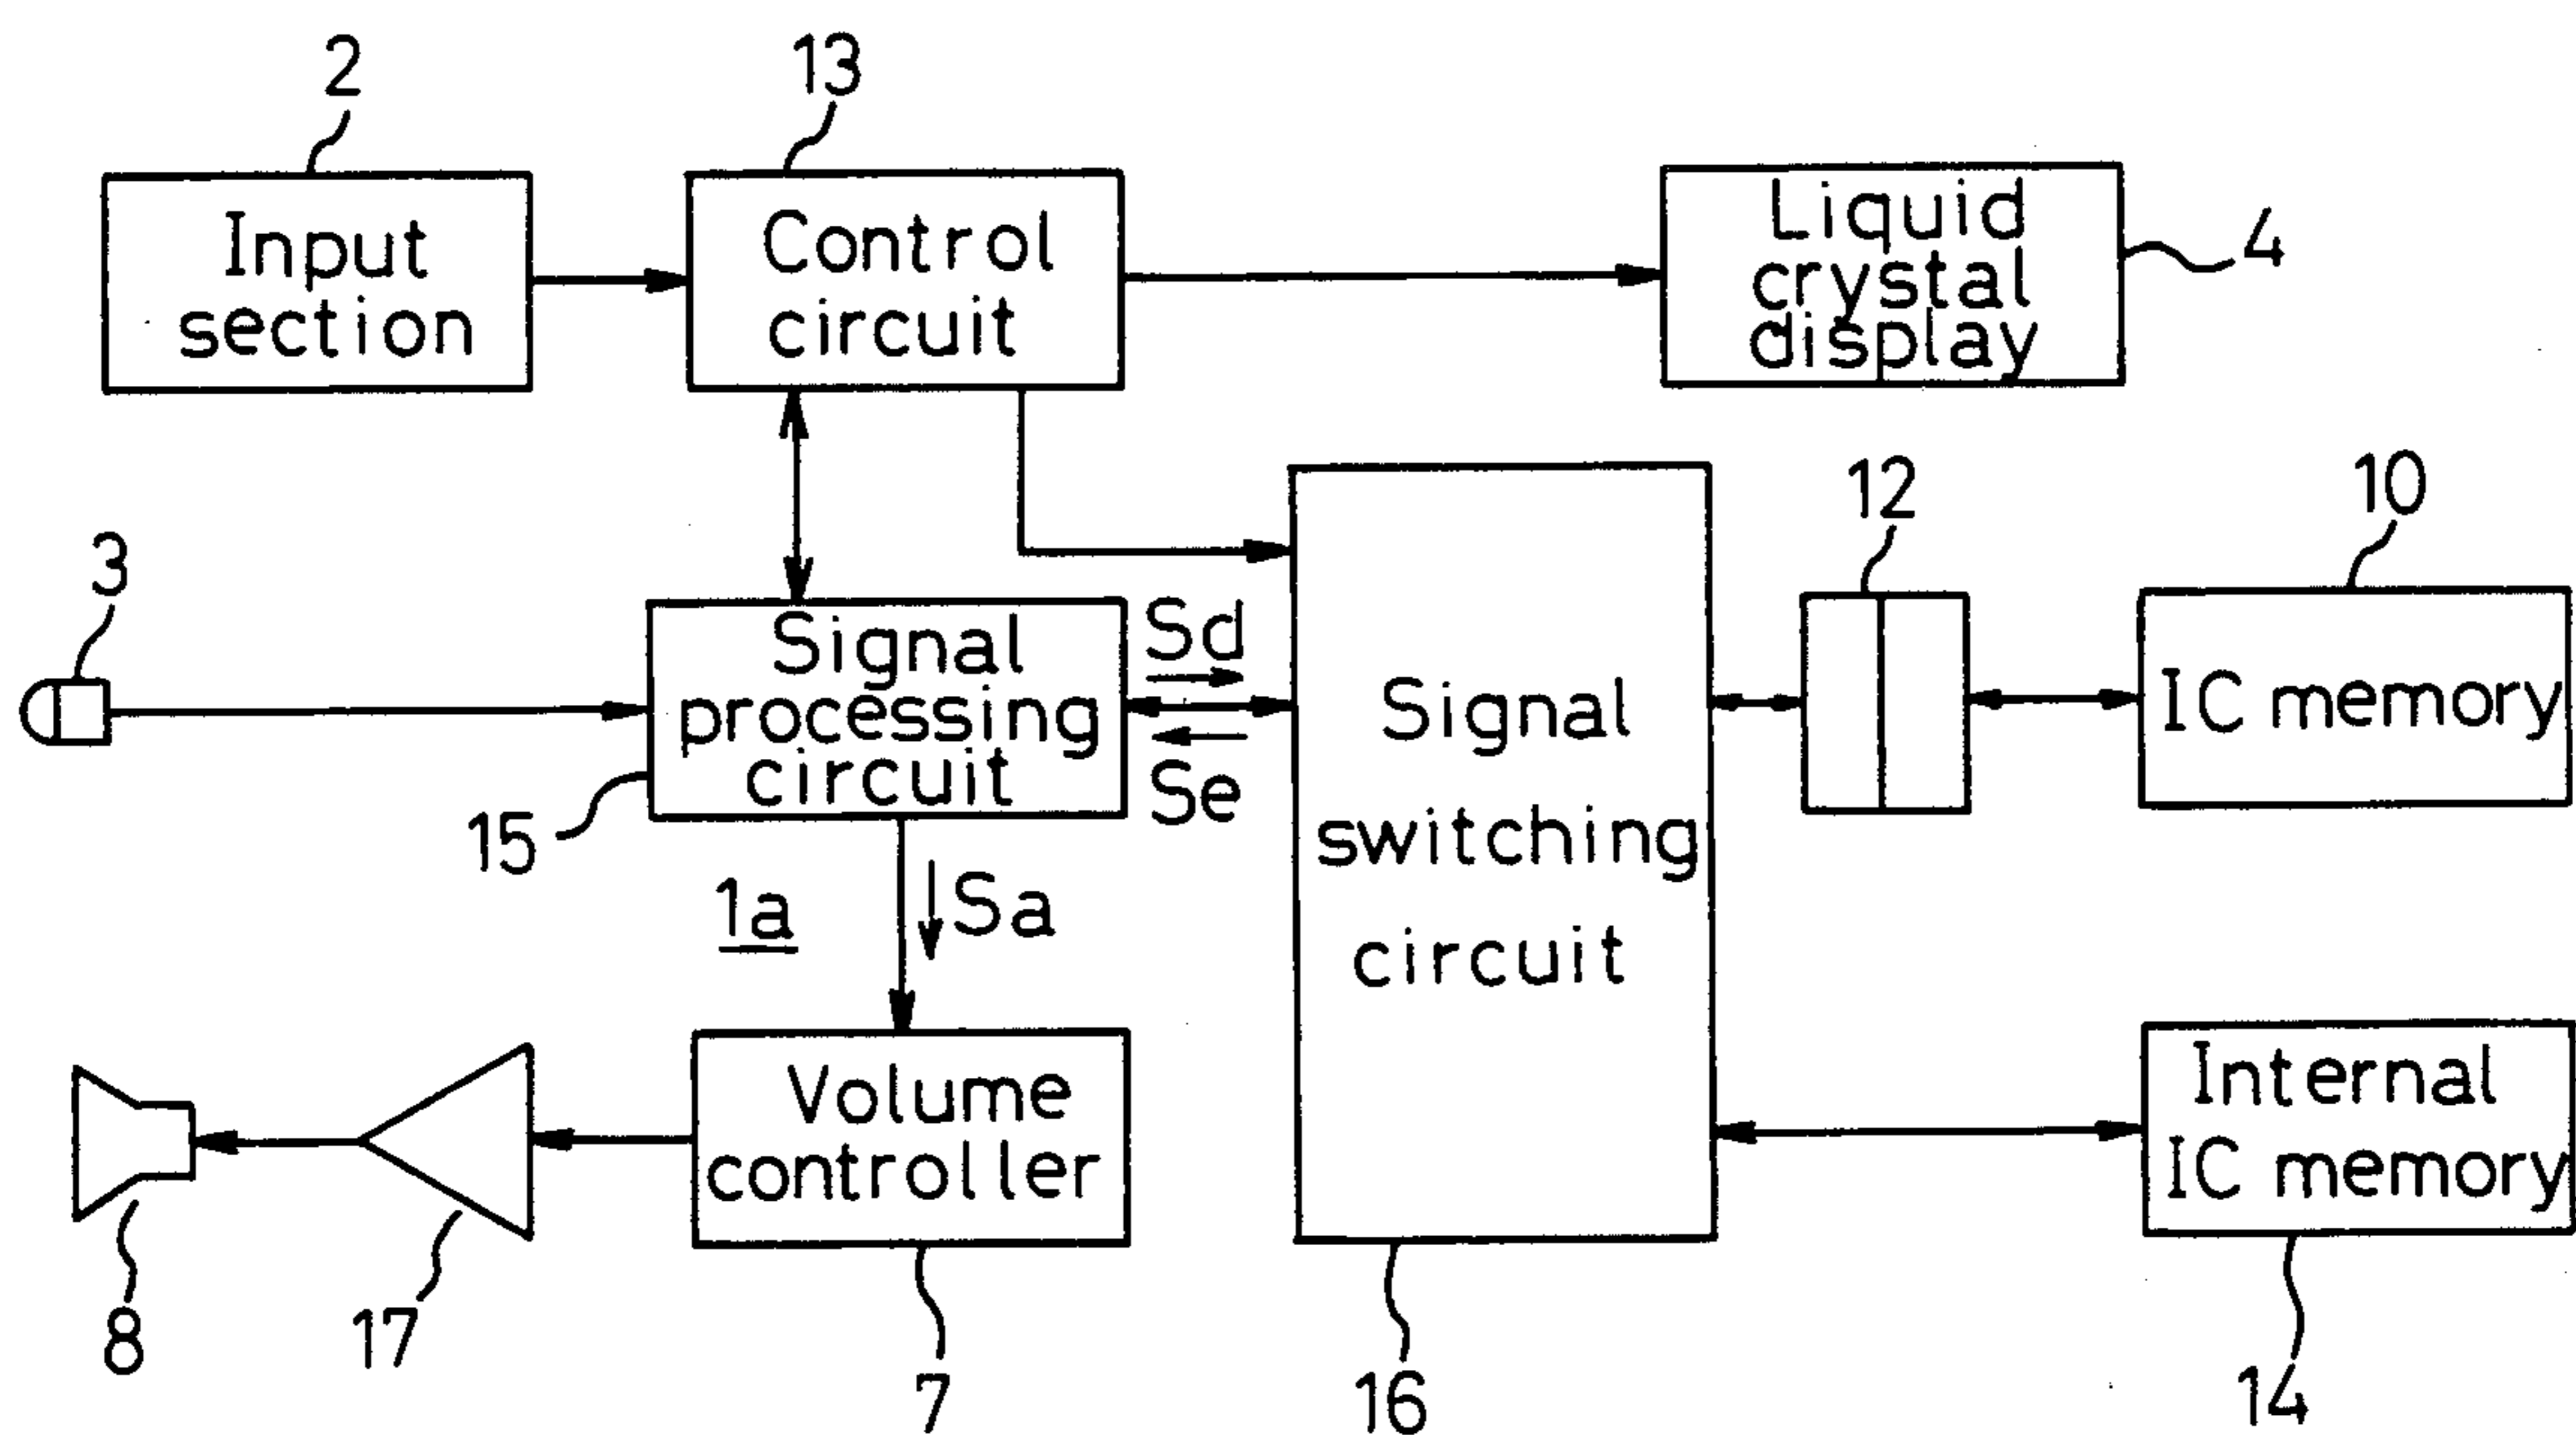 2
13
Input
section
Control
circuit
Liquid
crystal
display
4
3
12
10
Signal
processing
circuit
Sd
Se
15
Signal
switching
circuit
IC memory
1a
Sa
Volume
controller
Internal
IC memory
8
17
7
16
14